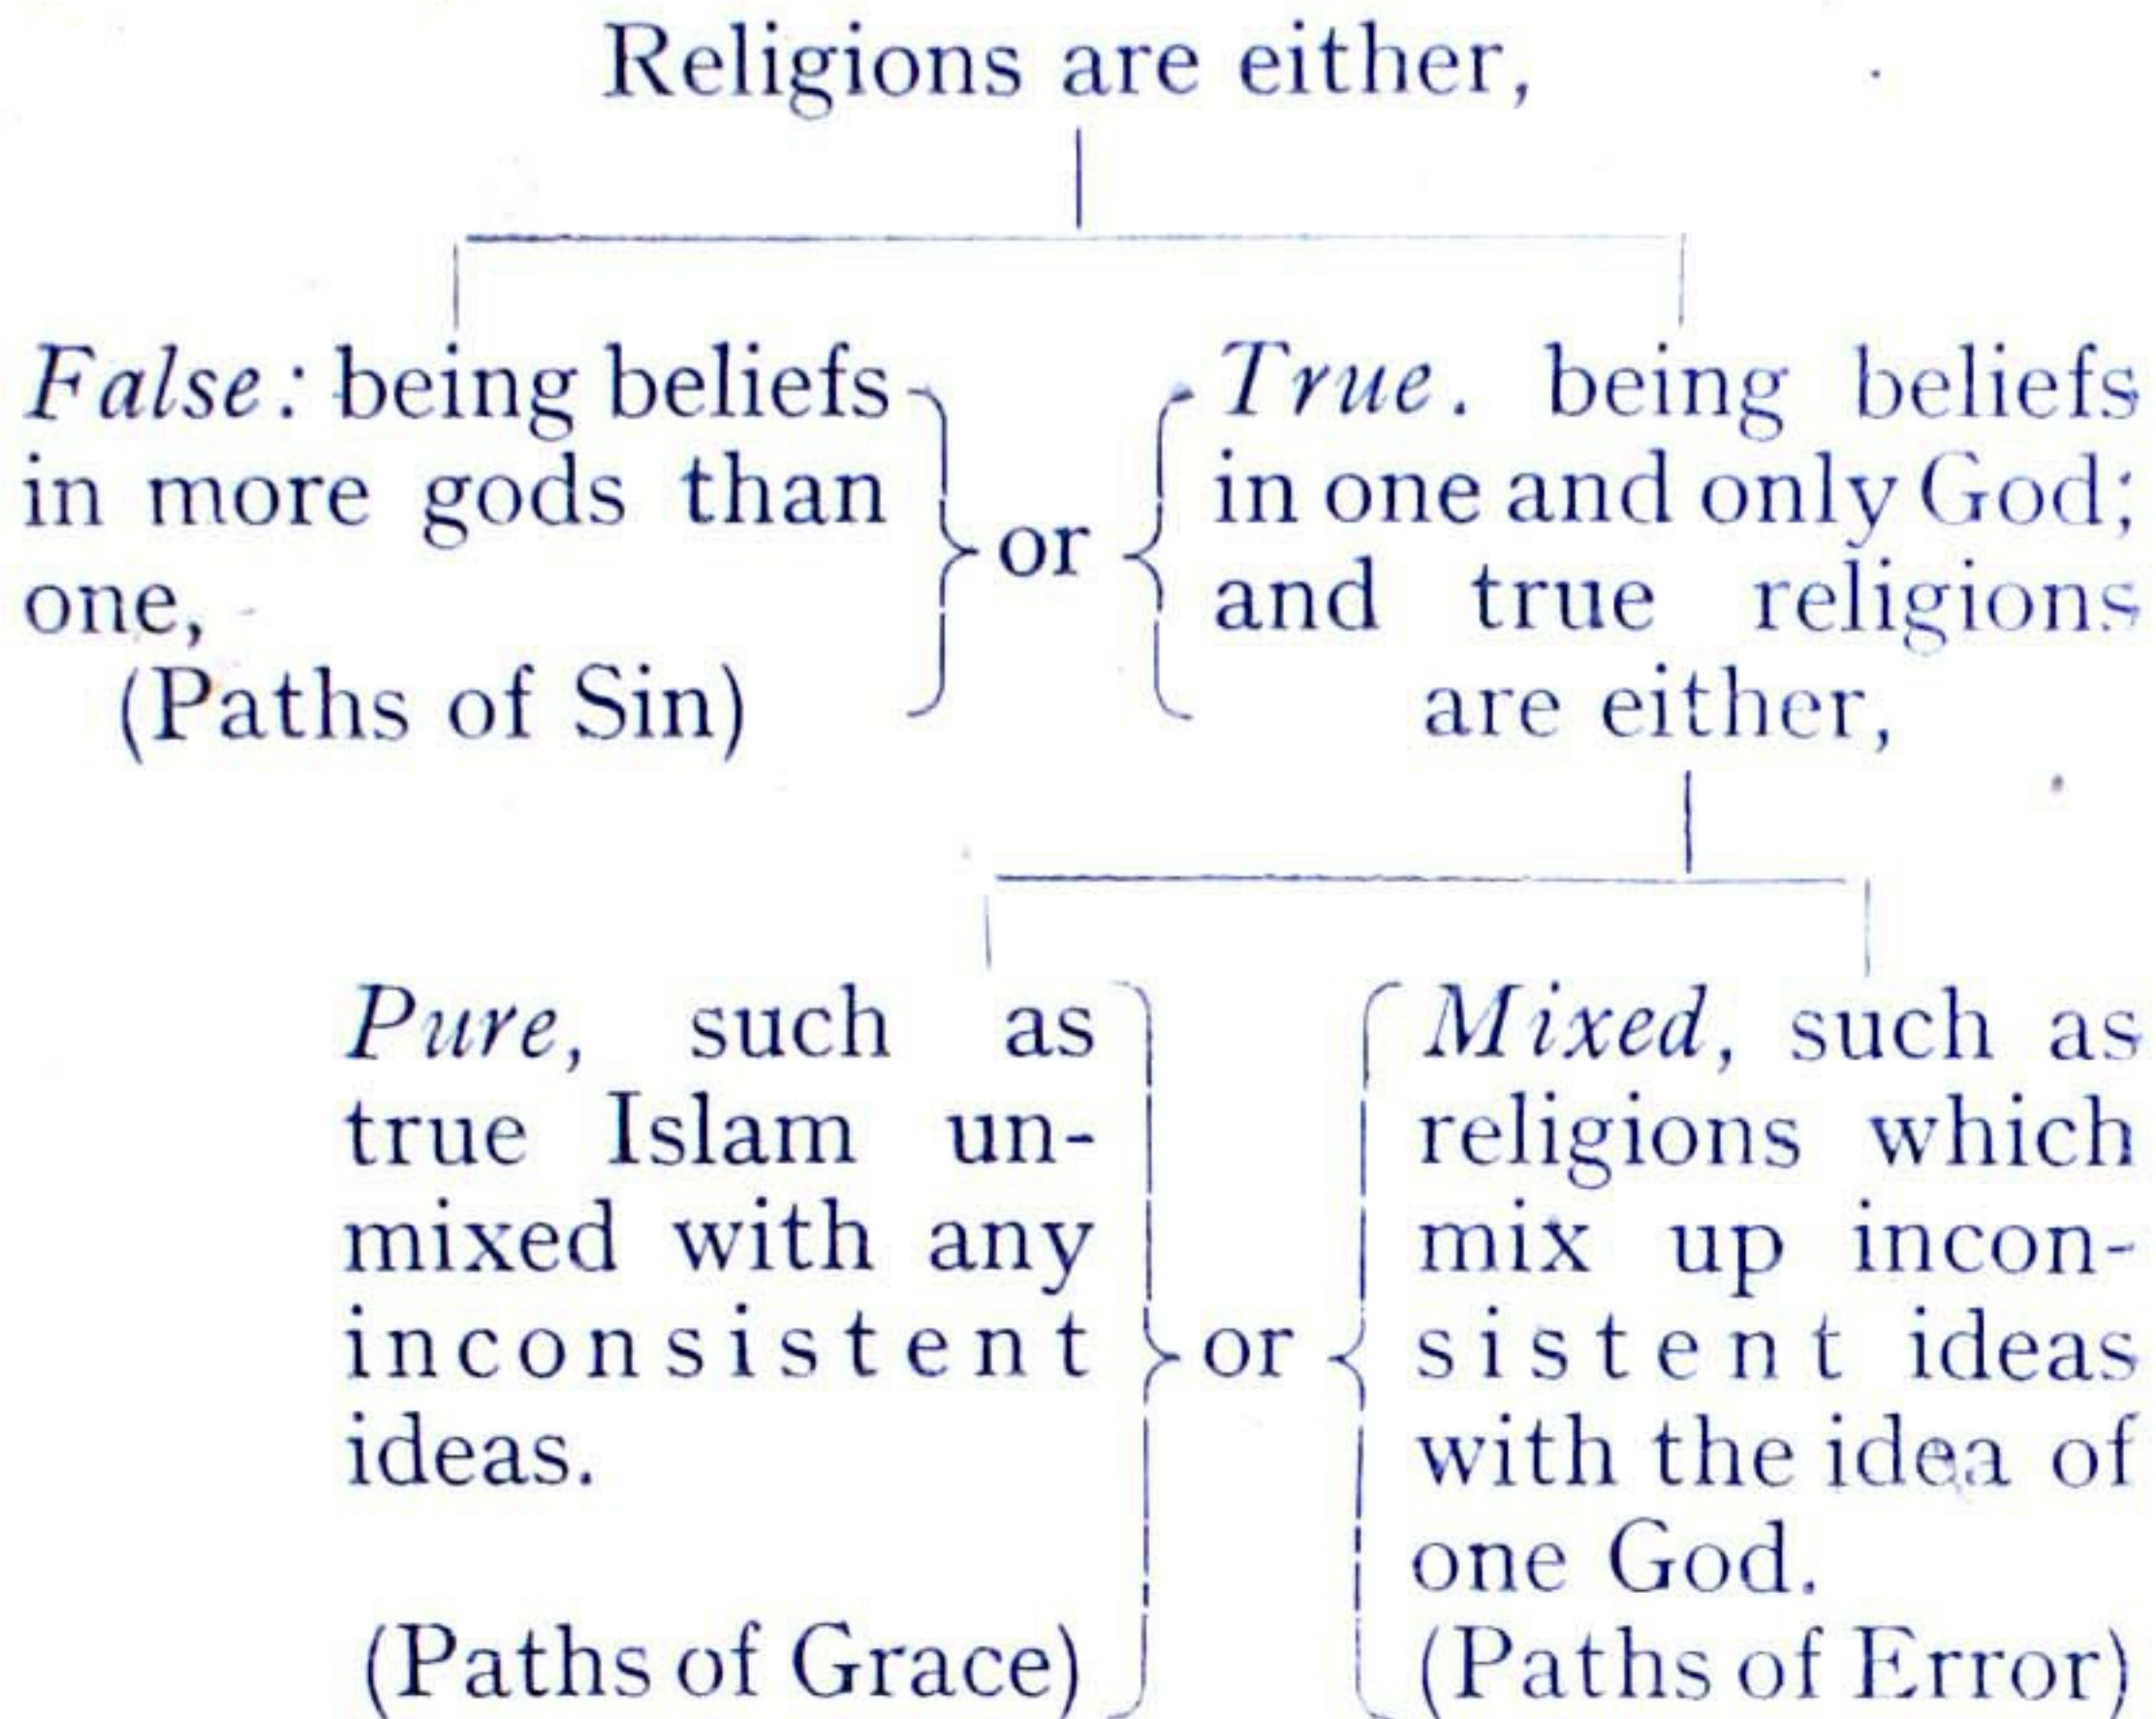 Religions are either,
False: being beliefs
in more gods than
one,
(Paths of Sin)
or
True. being beliefs
in one and only God;
and true religions
are either,
Pure, such as
true Islam un-
mixed with any
inconsistent
ideas.
(Paths of Grace)
or
Mixed, such as
religions which
mix up incon-
sistent ideas
with the idea of
one God.
(Paths of Error)